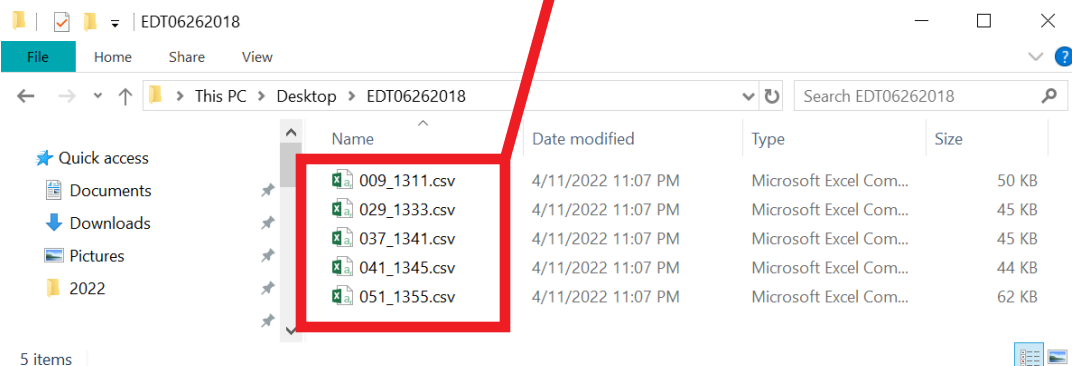 EDT06262018
File Home Share View ?
This PC > Desktop > EDT06262018 Search EDT06262018
Name Date modified Type Size
Quick access
Documents
Downloads
Pictures
2022
009_1311.csv 4/11/2022 11:07 PM Microsoft Excel Com... 50 KB
029_1333.csv 4/11/2022 11:07 PM Microsoft Excel Com... 45 KB
037_1341.csv 4/11/2022 11:07 PM Microsoft Excel Com... 45 KB
041_1345.csv 4/11/2022 11:07 PM Microsoft Excel Com... 44 KB
051_1355.csv 4/11/2022 11:07 PM Microsoft Excel Com... 62 KB
5 items